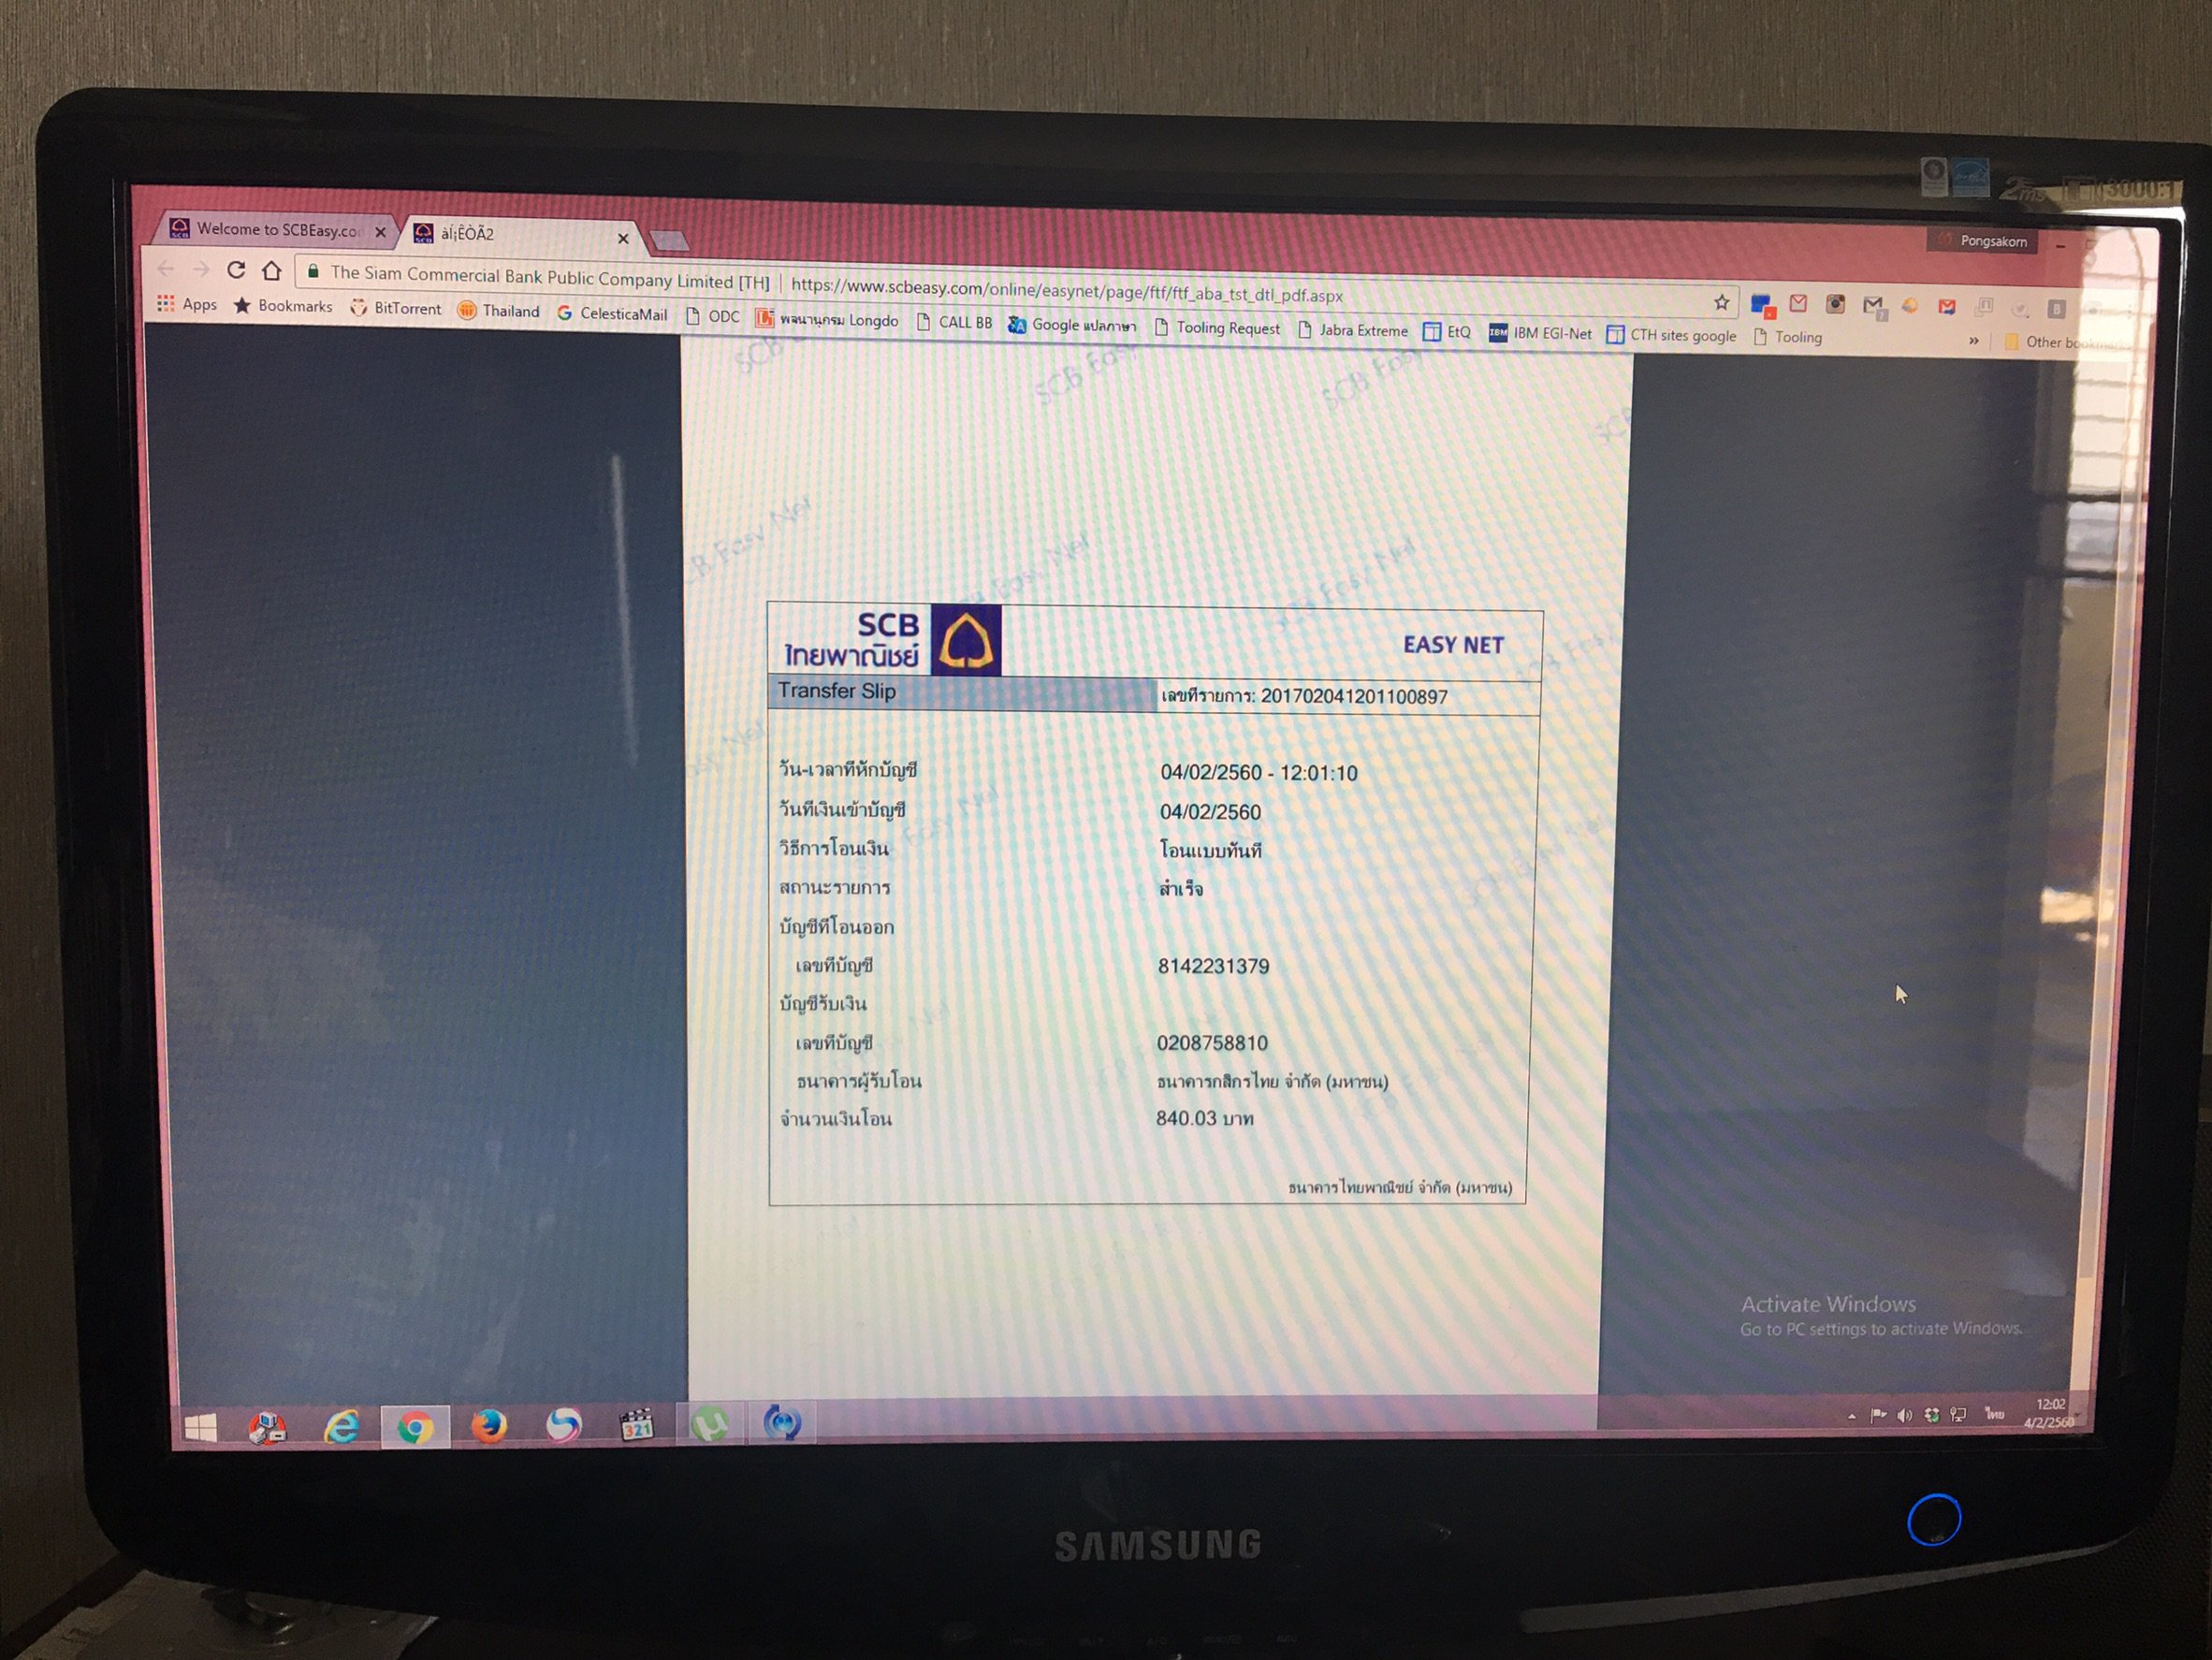 3000:1
Welcome to SCBEasy.co
àÍ¡ÊÒÃ2
Pongsakorn
The Siam Commercial Bank Public Company Limited [TH] | https://www.scbeasy.com/online/easynet/page/ftf/ftf_aba_tst_dtl_pdf.aspx
Apps Bookmarks BitTorrent Thailand CelesticaMail ODC พจนานุกรม Longdo CALL BB Google แปลภาษา Tooling Request Jabra Extreme EtQ IBM EGI-Net CTH sites google Tooling » Other
SCB Easy SCB Easy
SCB
ไทยพาณิชย์
EASY NET
Transfer Slip
เลขที่รายการ: 201702041201100897
วัน-เวลาที่หักบัญชี 04/02/2560 - 12:01:10
วันที่เงินเข้าบัญชี 04/02/2560
วิธีการโอนเงิน โอนแบบทันที
สถานะรายการ สำเร็จ
บัญชีที่โอนออก
เลขที่บัญชี 8142231379
บัญชีรับเงิน
เลขที่บัญชี 0208758810
ธนาคารผู้รับโอน ธนาคารกสิกรไทย จำกัด (มหาชน)
จำนวนเงินโอน 840.03 บาท
ธนาคารไทยพาณิชย์ จำกัด (มหาชน)
Activate Windows
Go to PC settings to activate Windows.
321
ไทย
12:02
4/2/2560
SAMSUNG